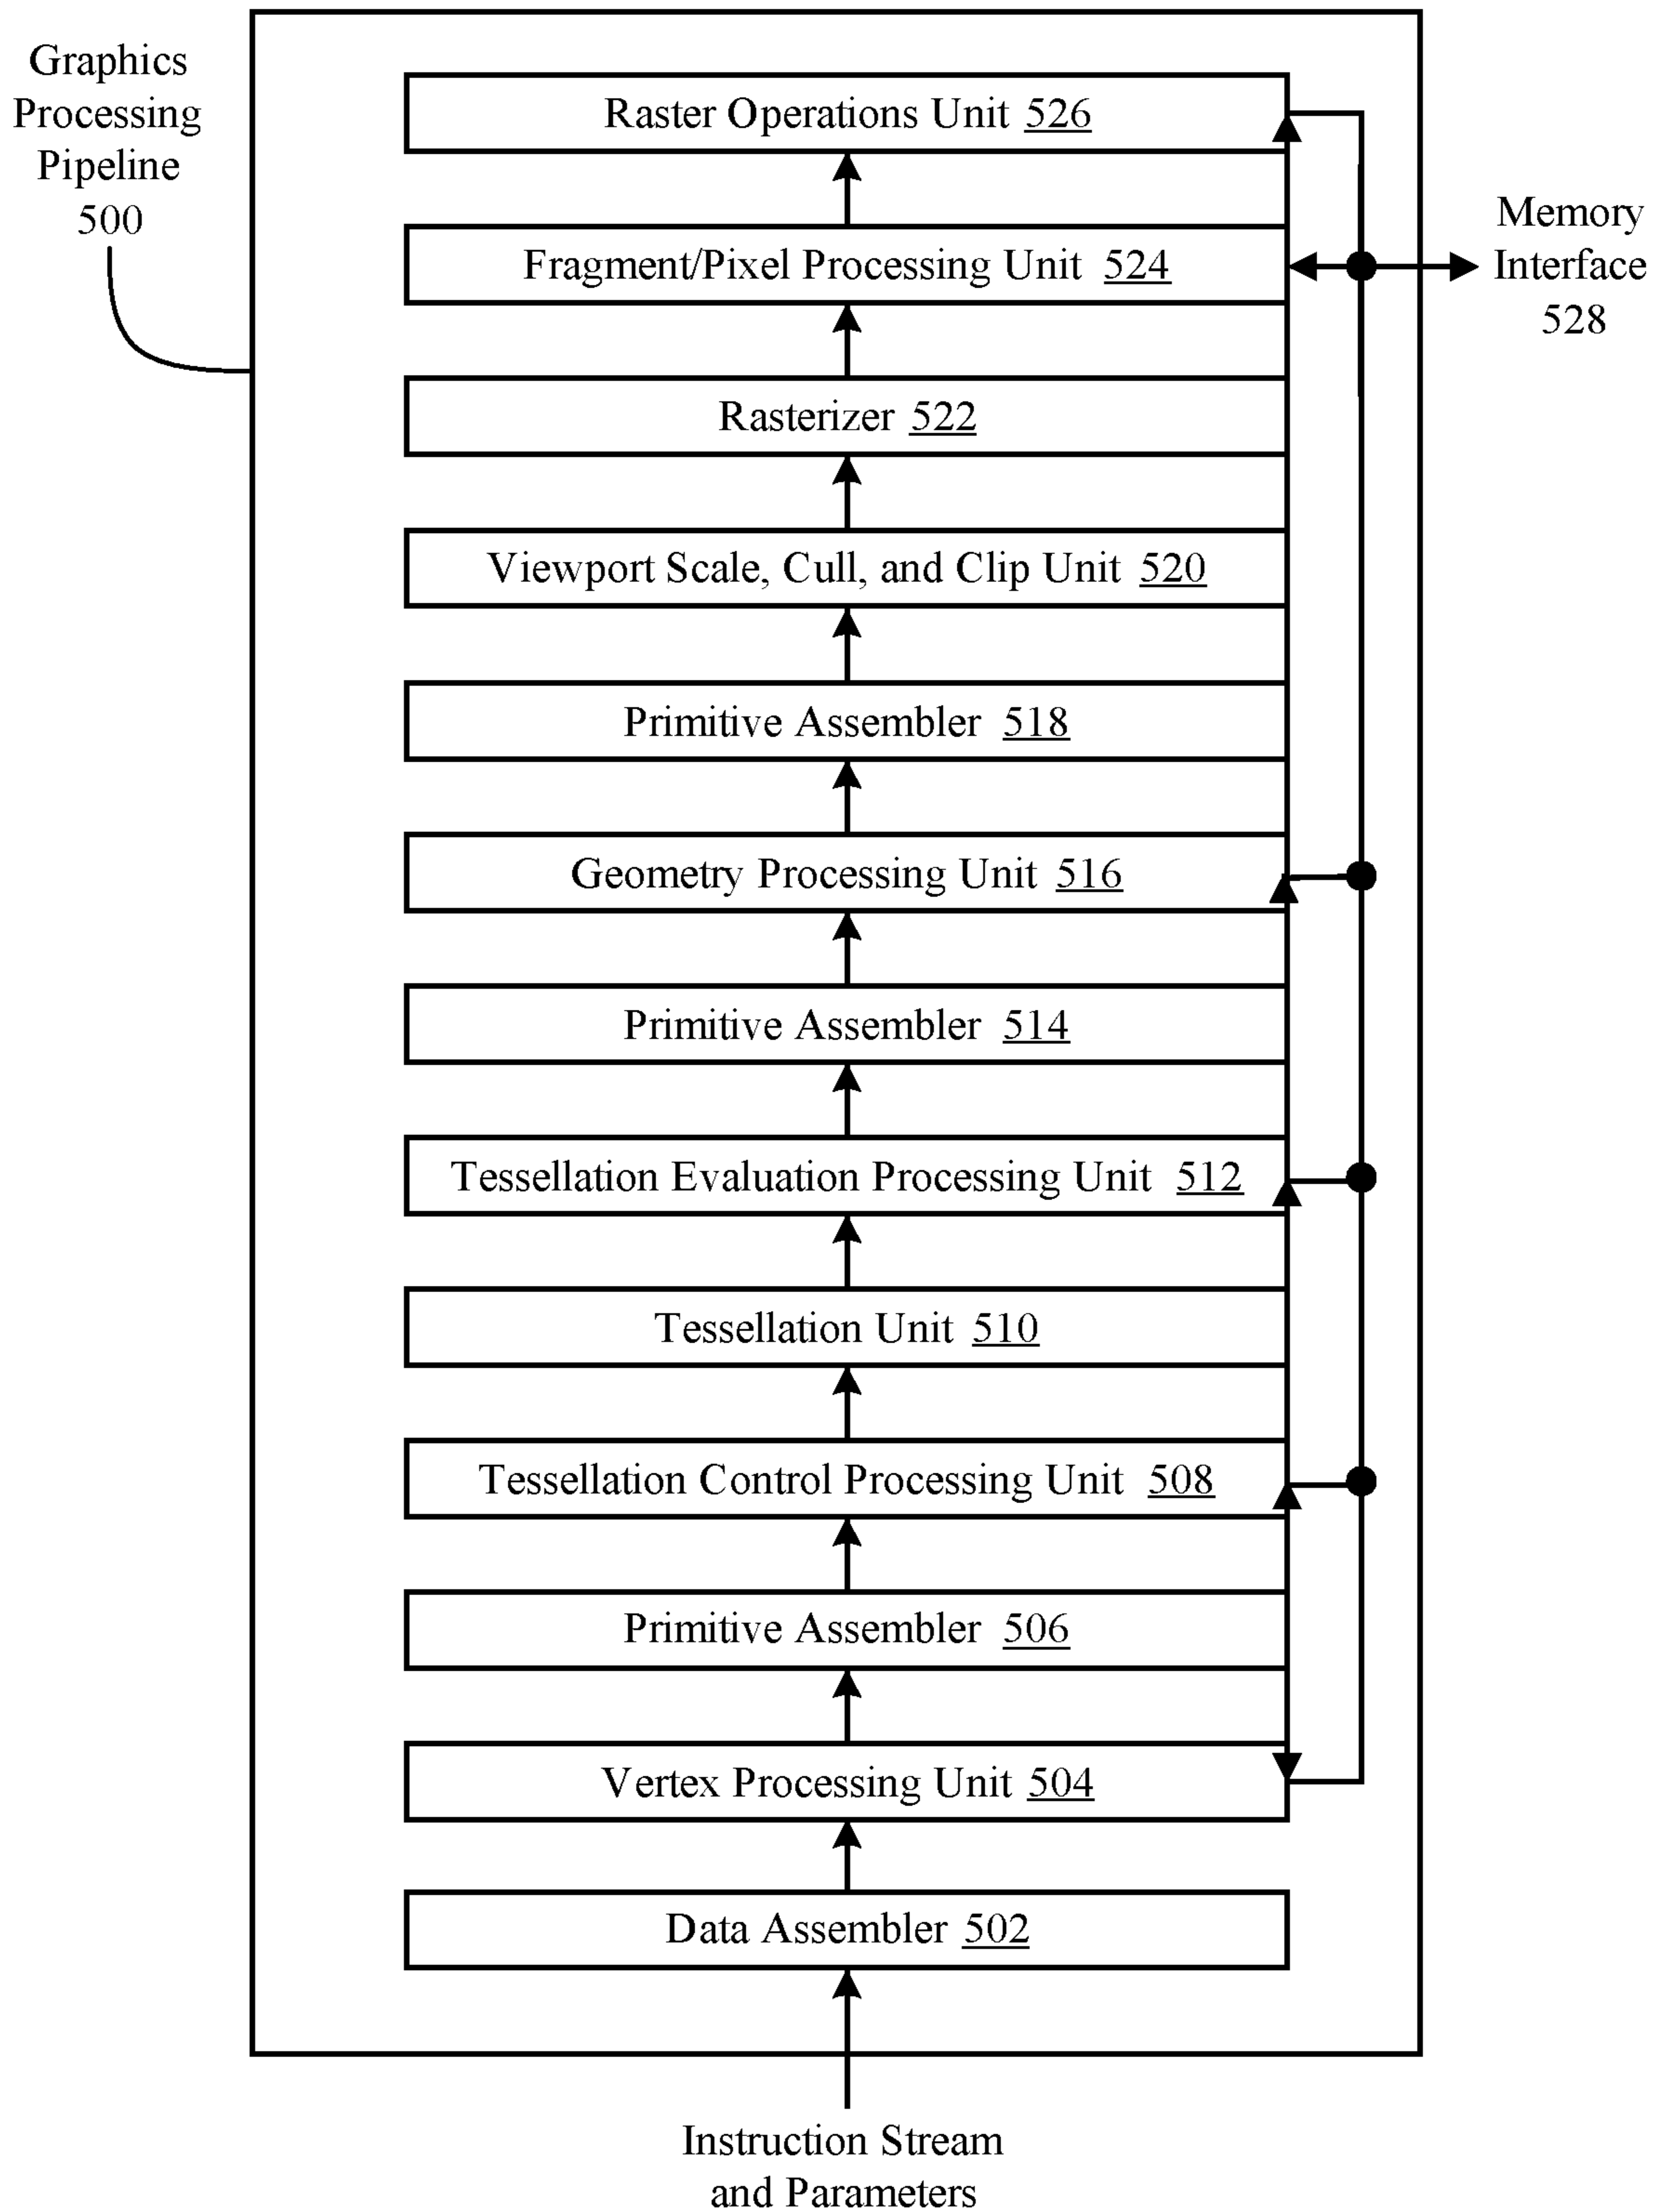 Graphics
Processing
Pipeline
500
Raster Operations Unit 526
Fragment/Pixel Processing Unit 524
Memory
Interface
528
Rasterizer 522
Viewport Scale, Cull, and Clip Unit 520
Primitive Assembler 518
Geometry Processing Unit 516
Primitive Assembler 514
Tessellation Evaluation Processing Unit 512
Tessellation Unit 510
Tessellation Control Processing Unit 508
Primitive Assembler 506
Vertex Processing Unit 504
Data Assembler 502
Instruction Stream
and Parameters